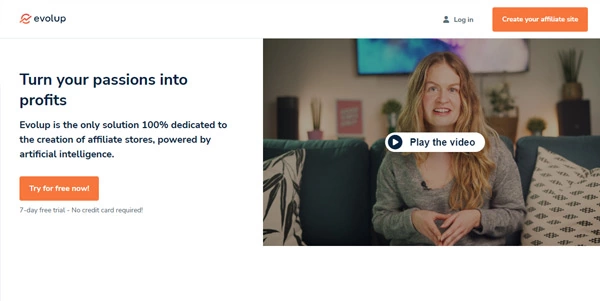 evolup
Log in
Create your affiliate site
Turn your passions into
profits
Evolup is the only solution 100% dedicated to
the creation of affiliate stores, powered by
artificial intelligence.
Try for free now!
7-day free trial - No credit card required!
Play the video